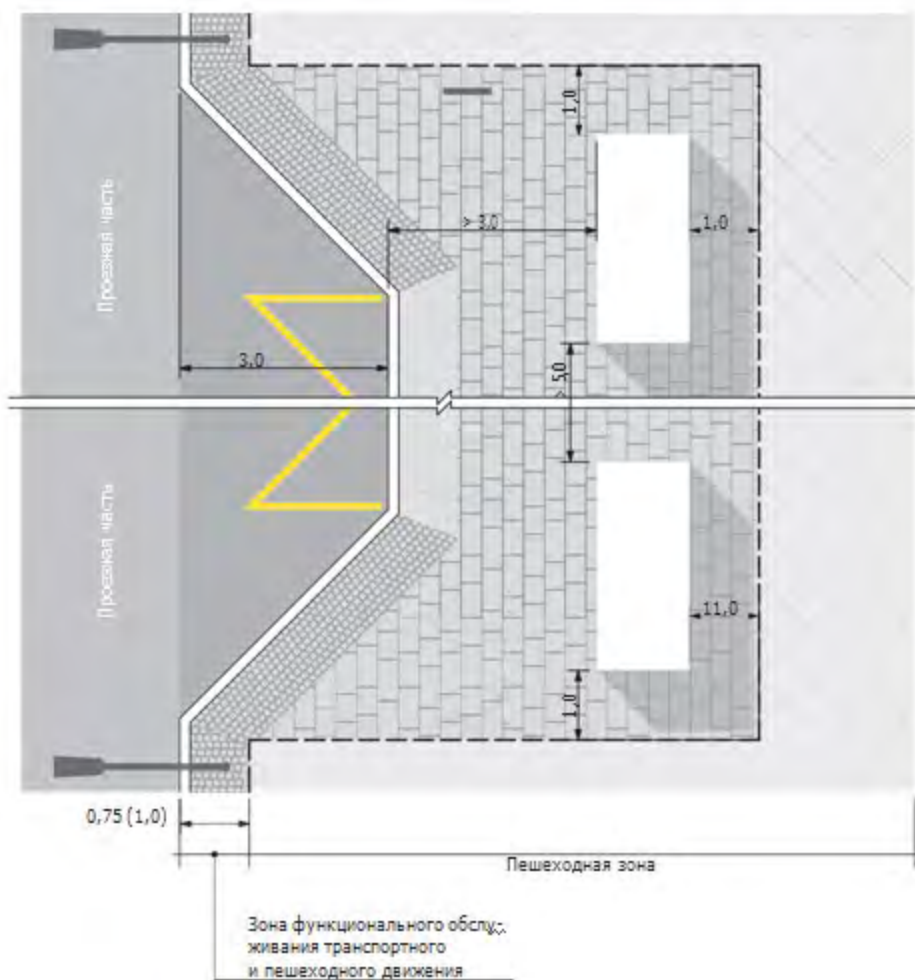 1,0
Проезжая часть
> 3,0
1,0
3,0
> 5,0
Проезжая часть
11,0
1,0
0,75 (1,0)
Пешеходная зона
Зона функционального обслу-
живания транспортного
и пешеходного движения